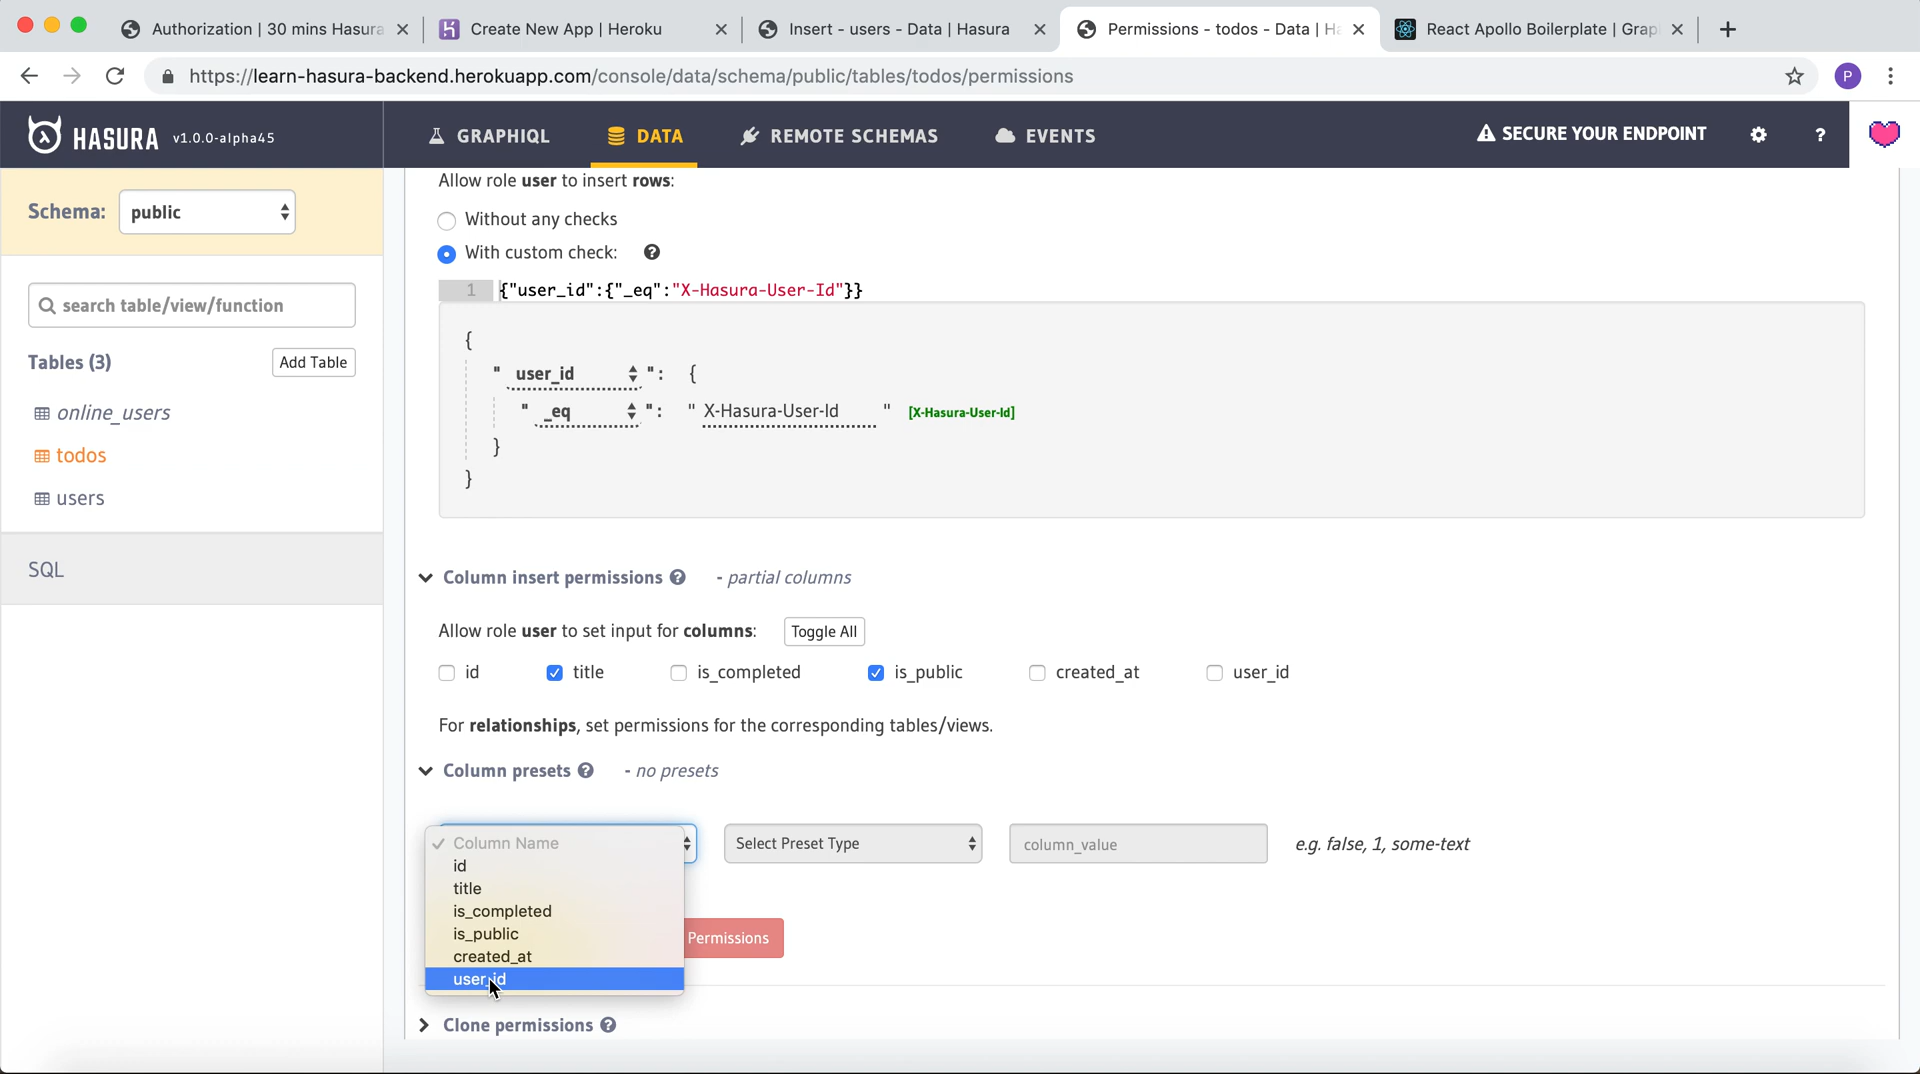 Authorization | 30 mins Hasura
Create New App | Heroku
Insert - users - Data | Hasura
Permissions - todos - Data | Ha
React Apollo Boilerplate | Grap
https://learn-hasura-backend.herokuapp.com/console/data/schema/public/tables/todos/permissions
P
HASURA v1.0.0-alpha45
GRAPHIQL
DATA
REMOTE SCHEMAS
EVENTS
SECURE YOUR ENDPOINT
?
Schema: public
search table/view/function
Tables (3)
Add Table
online_users
todos
users
SQL
Allow role user to insert rows:
Without any checks
With custom check: ?
1 {"user_id":{"_eq":"X-Hasura-User-Id"}}
{
" user_id ": {
" _eq ": " X-Hasura-User-Id " [X-Hasura-User-Id]
}
}
Column insert permissions ? - partial columns
Allow role user to set input for columns: Toggle All
id title is_completed is_public created_at user_id
For relationships, set permissions for the corresponding tables/views.
Column presets ? - no presets
Column Name
id
title
is_completed
is_public
created_at
user_id
Select Preset Type
column_value
e.g. false, 1, some-text
Permissions
Clone permissions ?